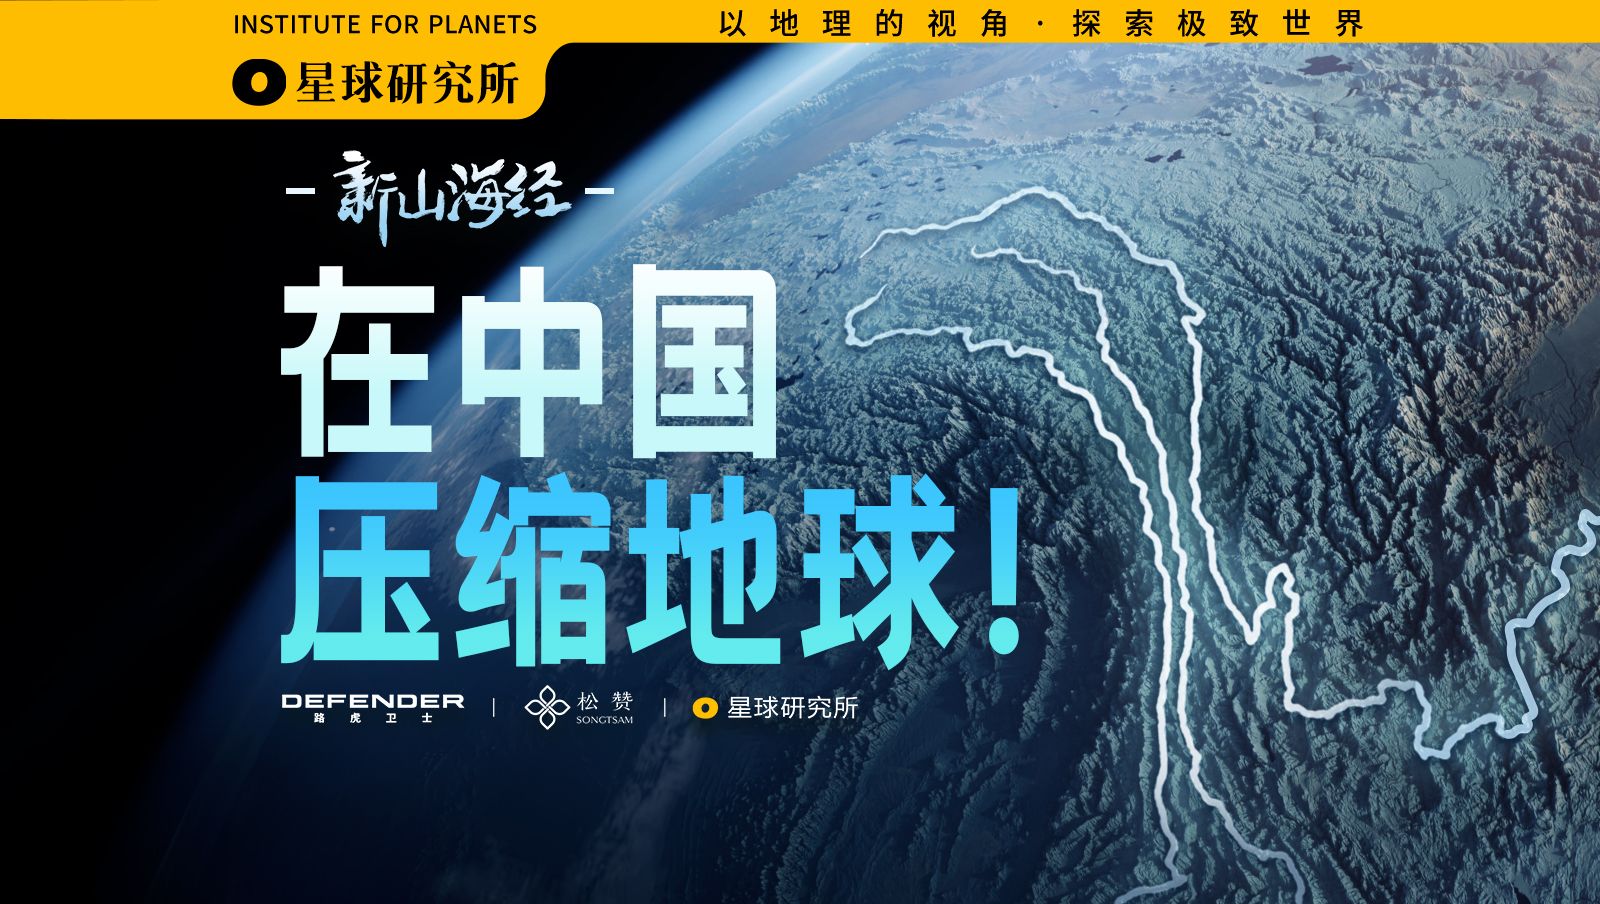 INSTITUTE FOR PLANETS
以地理的视角·探索极致世界
星球研究所
新山海经
在中国
压缩地球!
DEFENDER
路虎卫士
松赞
SONGTSAM
星球研究所